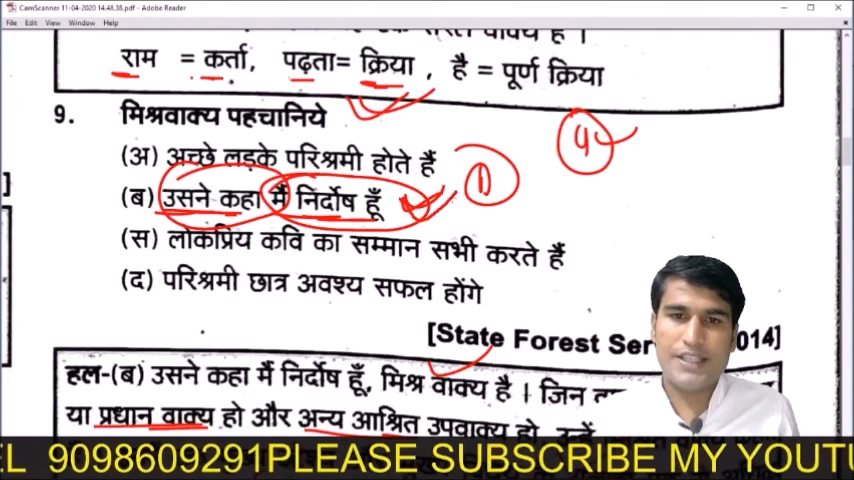 CamScanner 11-04-2020 14.48.38.pdf - Adobe Reader
File Edit View Window Help
राम = कर्ता, पढ़ता= क्रिया , है = पूर्ण क्रिया
9. मिश्रवाक्य पहचानिये
(अ) अच्छे लड़के परिश्रमी होते हैं
(ब) उसने कहा मैं निर्दोष हूँ
(स) लोकप्रिय कवि का सम्मान सभी करते हैं
(द) परिश्रमी छात्र अवश्य सफल होंगे
[State Forest Ser 014]
हल-(ब) उसने कहा मैं निर्दोष हूँ, मिश्र वाक्य है । जिन
या प्रधान वाक्य हो और अन्य आश्रित उपवाक्य हो, उन्हें
EL 9098609291PLEASE SUBSCRIBE MY YOUTU